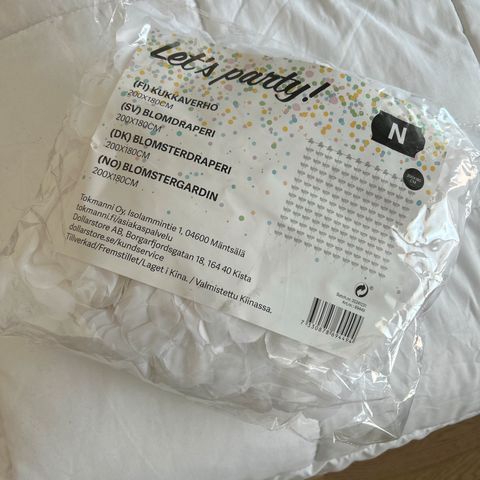 Let's party!
(FI) KUKKAVERHO
200X180CM
(SV) BLOMDRAPERI
200X180CM
(DK) BLOMSTERDRAPERI
200X180CM
(NO) BLOMSTERGARDIN
200X180CM
N
Tokmanni Oy, Isolammintie 1, 04600 Mäntsälä
tokmanni.fi/asiakaspalvelu
Dollarstore AB, Borgarfjordsgatan 18, 164 40 Kista
dollarstore.se/kundservice
Tillverkad/Fremstillet/Laget i Kina. / Valmistettu Kiinassa.